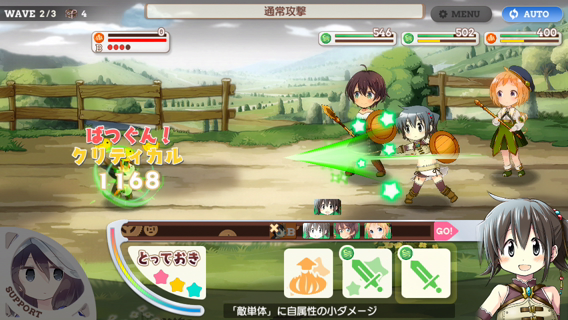 WAVE 2/3
4
通常攻撃
MENU
AUTO
0
B
546
502
400
ばつぐん!
クリティカル
1168
B
GO!
とっておき
SUPPORT
「敵単体」に自属性の小ダメージ